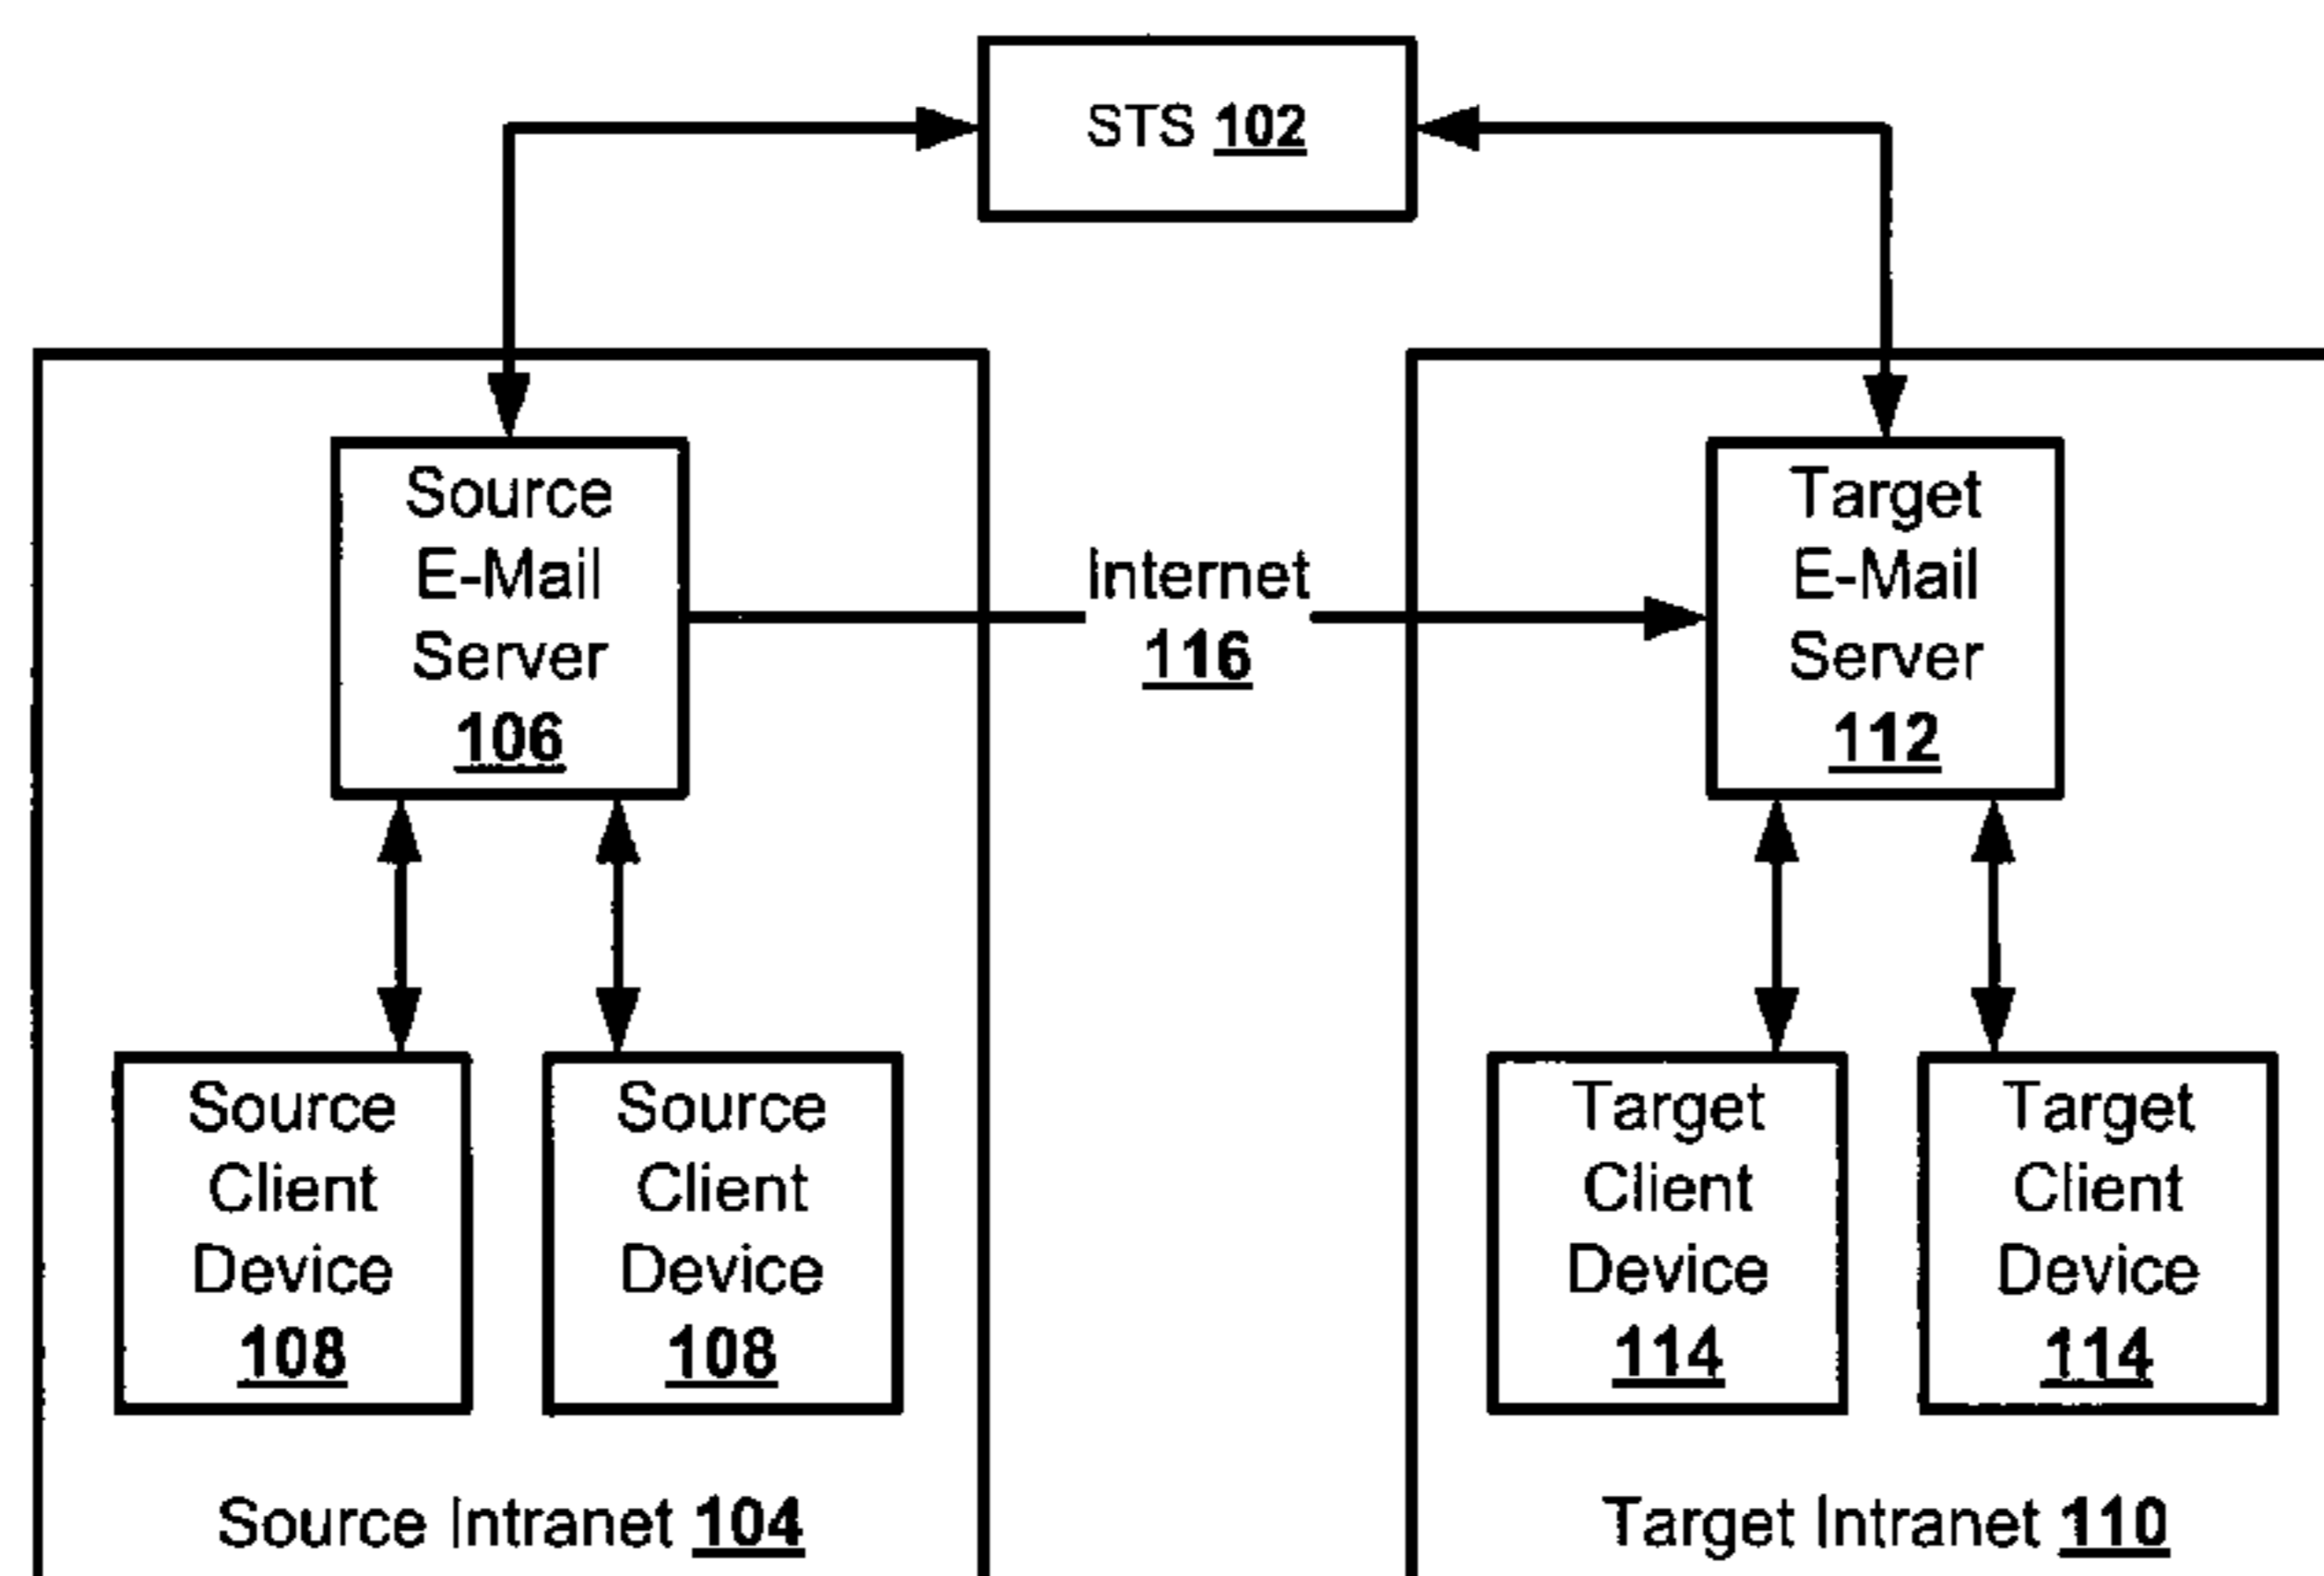 STS 102
Source
E-Mail
Server
106
Internet
116
Target
E-Mail
Server
112
Source
Client
Device
108
Source
Client
Device
108
Target
Client
Device
114
Target
Client
Device
114
Source Intranet 104
Target Intranet 110